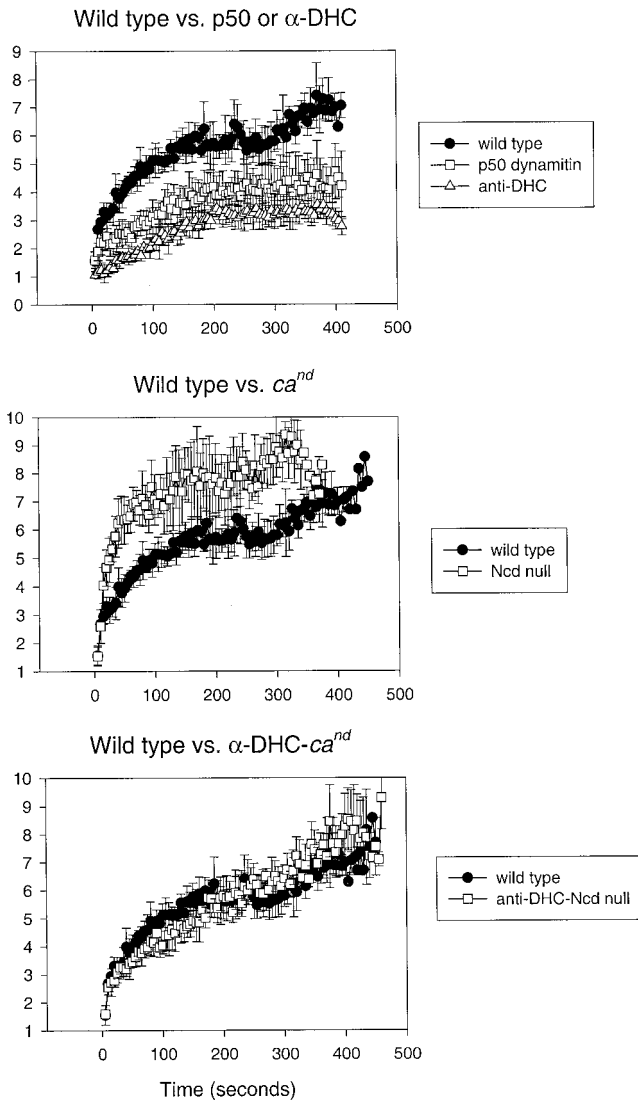 Wild type vs. p50 or α-DHC
9
8
7
6
5
4
3
2
1
0
0 100 200 300 400 500
wild type
p50 dynamitin
anti-DHC
Wild type vs. ca^nd
10
9
8
7
6
5
4
3
2
1
0 100 200 300 400 500
wild type
Ncd null
Wild type vs. α-DHC-ca^nd
10
9
8
7
6
5
4
3
2
1
0 100 200 300 400 500
wild type
anti-DHC-Ncd null
Time (seconds)